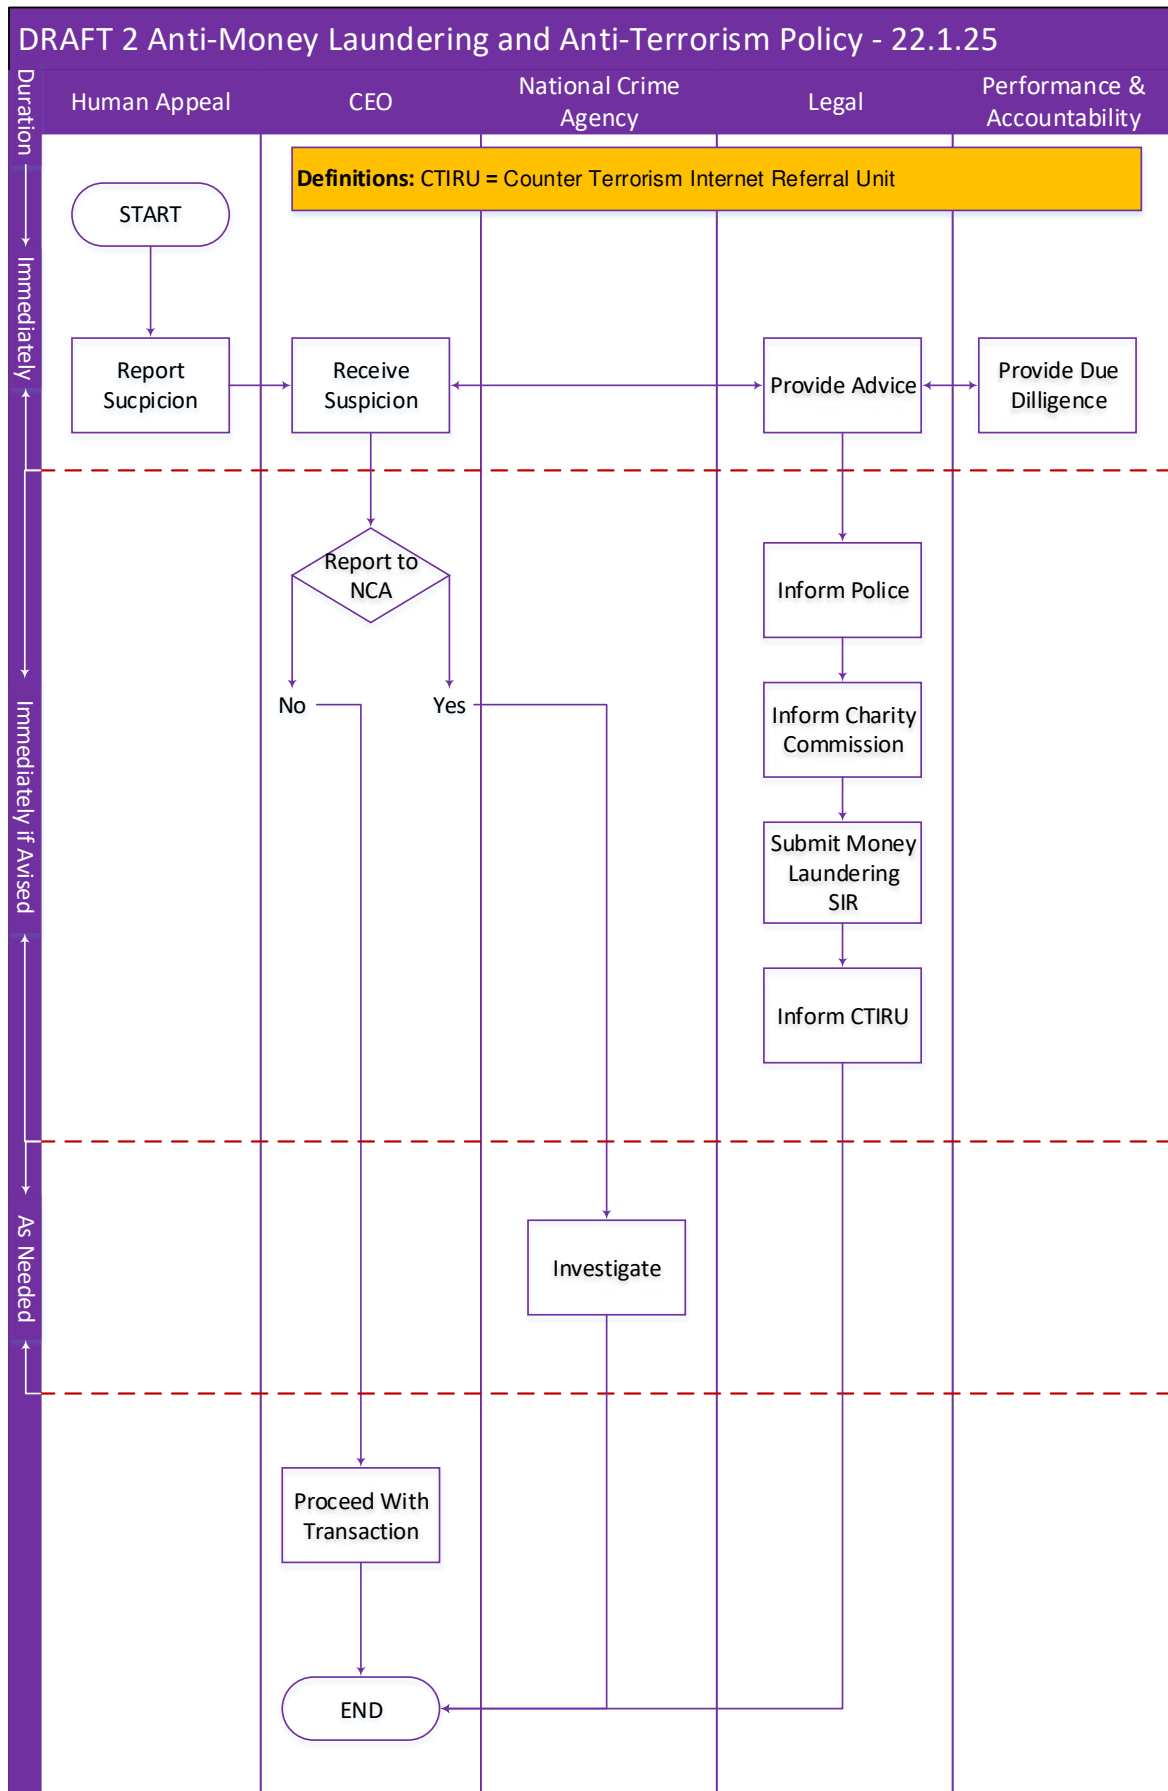 DRAFT 2 Anti-Money Laundering and Anti-Terrorism Policy - 22.1.25
Duration
Human Appeal
CEO
National Crime
Agency
Legal
Performance &
Accountability
Definitions: CTIRU = Counter Terrorism Internet Referral Unit
START
Immediately
Report
Sucpicion
Receive
Suspicion
Provide Advice
Provide Due
Dilligence
Report to
NCA
Inform Police
No
Yes
Inform Charity
Commission
Immediately if Avised
Submit Money
Laundering
SIR
Inform CTIRU
As Needed
Investigate
Proceed With
Transaction
END